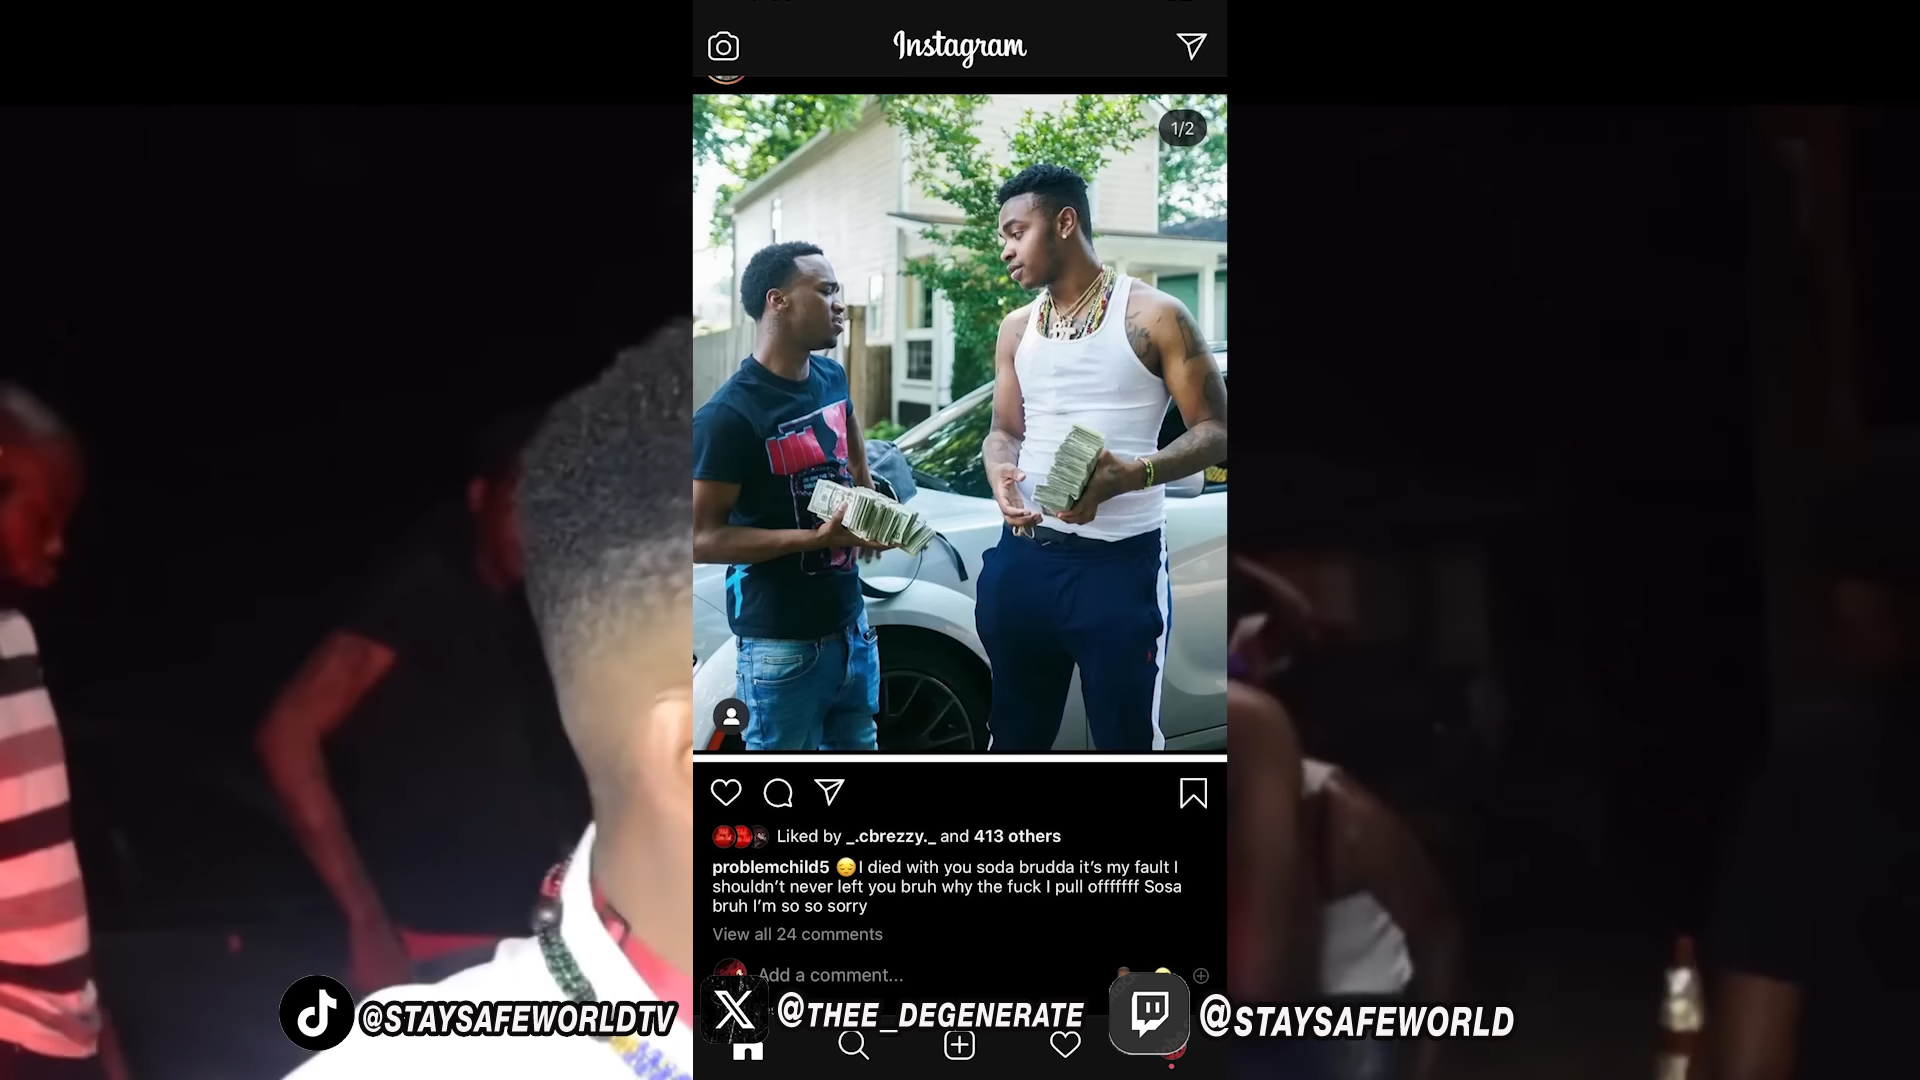 Instagram
1/2
Liked by _.cbrezzy._ and 413 others
problemchild5 😔I died with you soda brudda it’s my fault I
shouldn’t never left you bruh why the fuck I pull offffffff Sosa
bruh I’m so so sorry
View all 24 comments
Add a comment...
@STAYSAFEWORLDTV
@THEE_DEGENERATE
@STAYSAFEWORLD